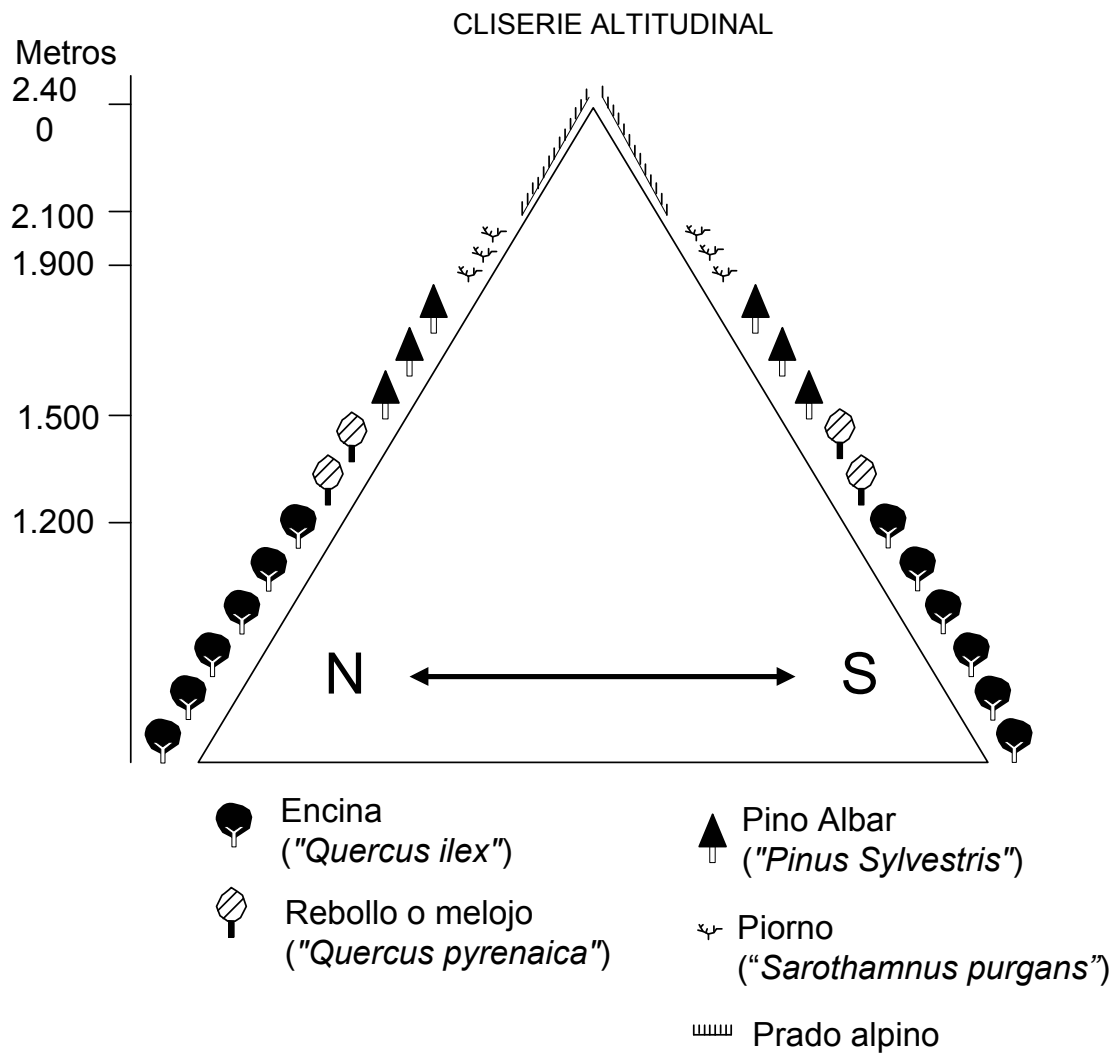 CLISERIE ALTITUDINAL
Metros
2.40
0
2.100
1.900
1.500
1.200
N
S
Encina
("Quercus ilex")
Rebollo o melojo
("Quercus pyrenaica")
Pino Albar
("Pinus Sylvestris")
Piorno
(“Sarothamnus purgans”)
Prado alpino